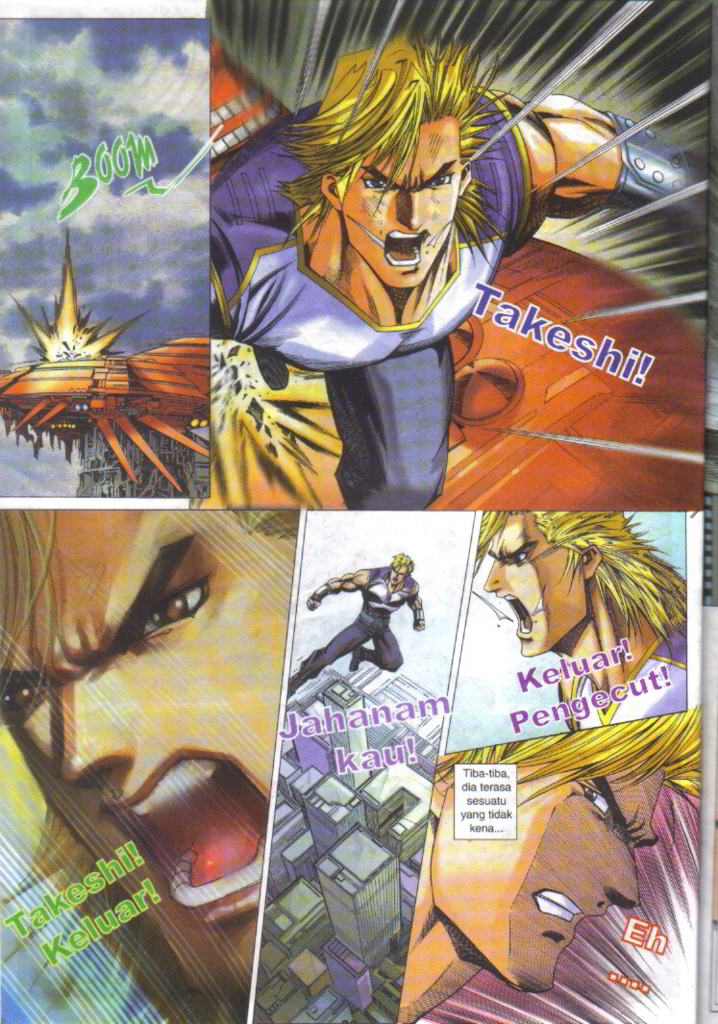 BOOM
Takeshi!
Takeshi!
Keluar!
Jahanam
kau!
Keluar!
Pengecut!
Tiba-tiba,
dia terasa
sesuatu
yang tidak
kena...
Eh
....